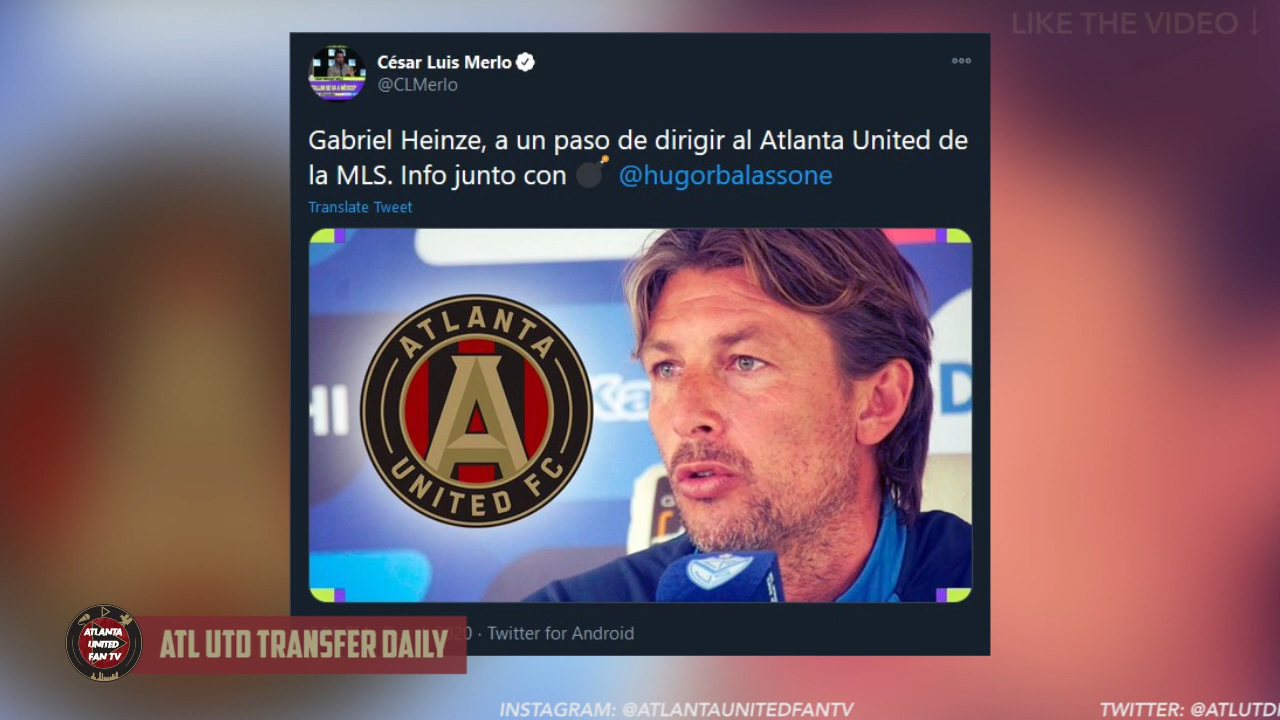 LIKE THE VIDEO
César Luis Merlo
@CLMerlo
Gabriel Heinze, a un paso de dirigir al Atlanta United de
la MLS. Info junto con @hugorbalassone
Translate Tweet
ATLANTA
UNITED FC
A
Ka
D
ATLANTA
UNITED
FAN TV
ATL UTD TRANSFER DAILY
20 · Twitter for Android
INSTAGRAM: @ATLANTAUNITEDFANTV
TWITTER: @ATLUTD